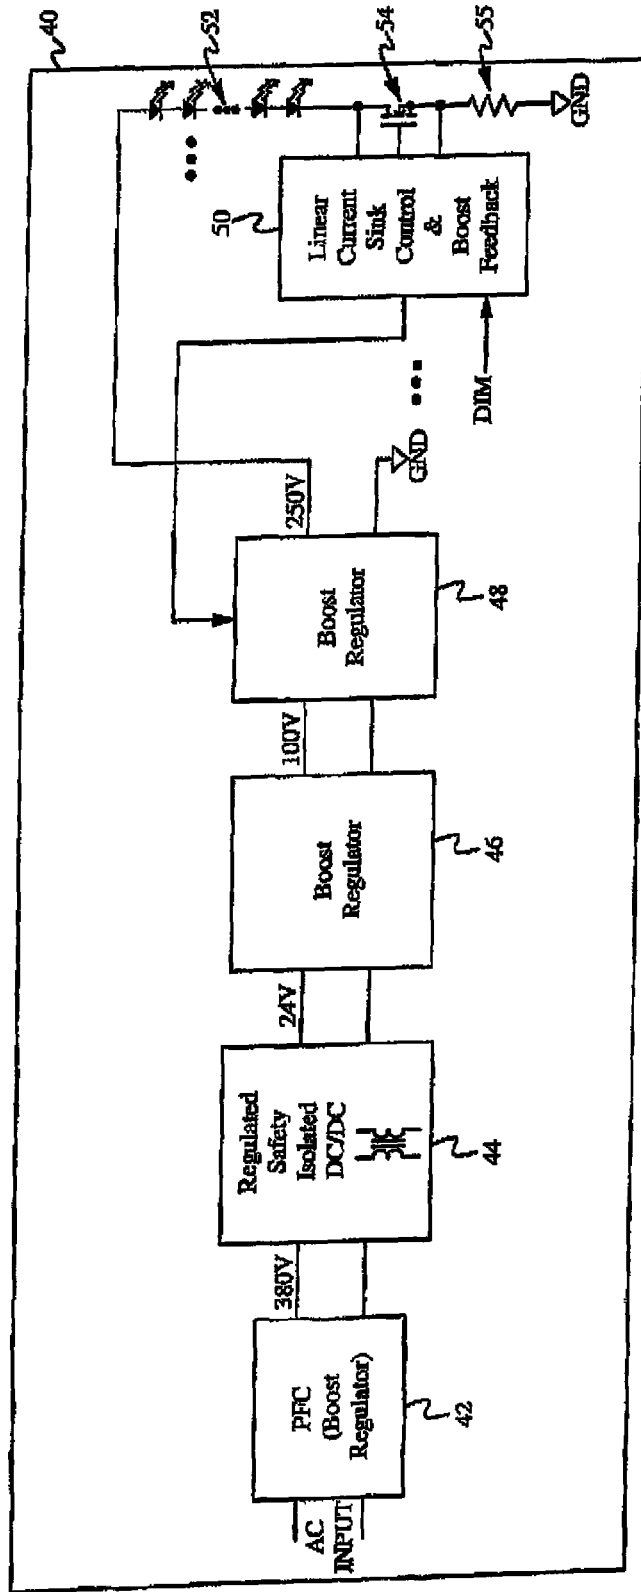 40
AC
INPUT
PFC
(Boost
Regulator)
42
380V
Regulated
Safety
Isolated
DC/DC
44
24V
Boost
Regulator
46
100V
Boost
Regulator
48
250V
GND
DIM
50
Linear
Current
Sink
Control
&
Boost
Feedback
52
54
55
GND